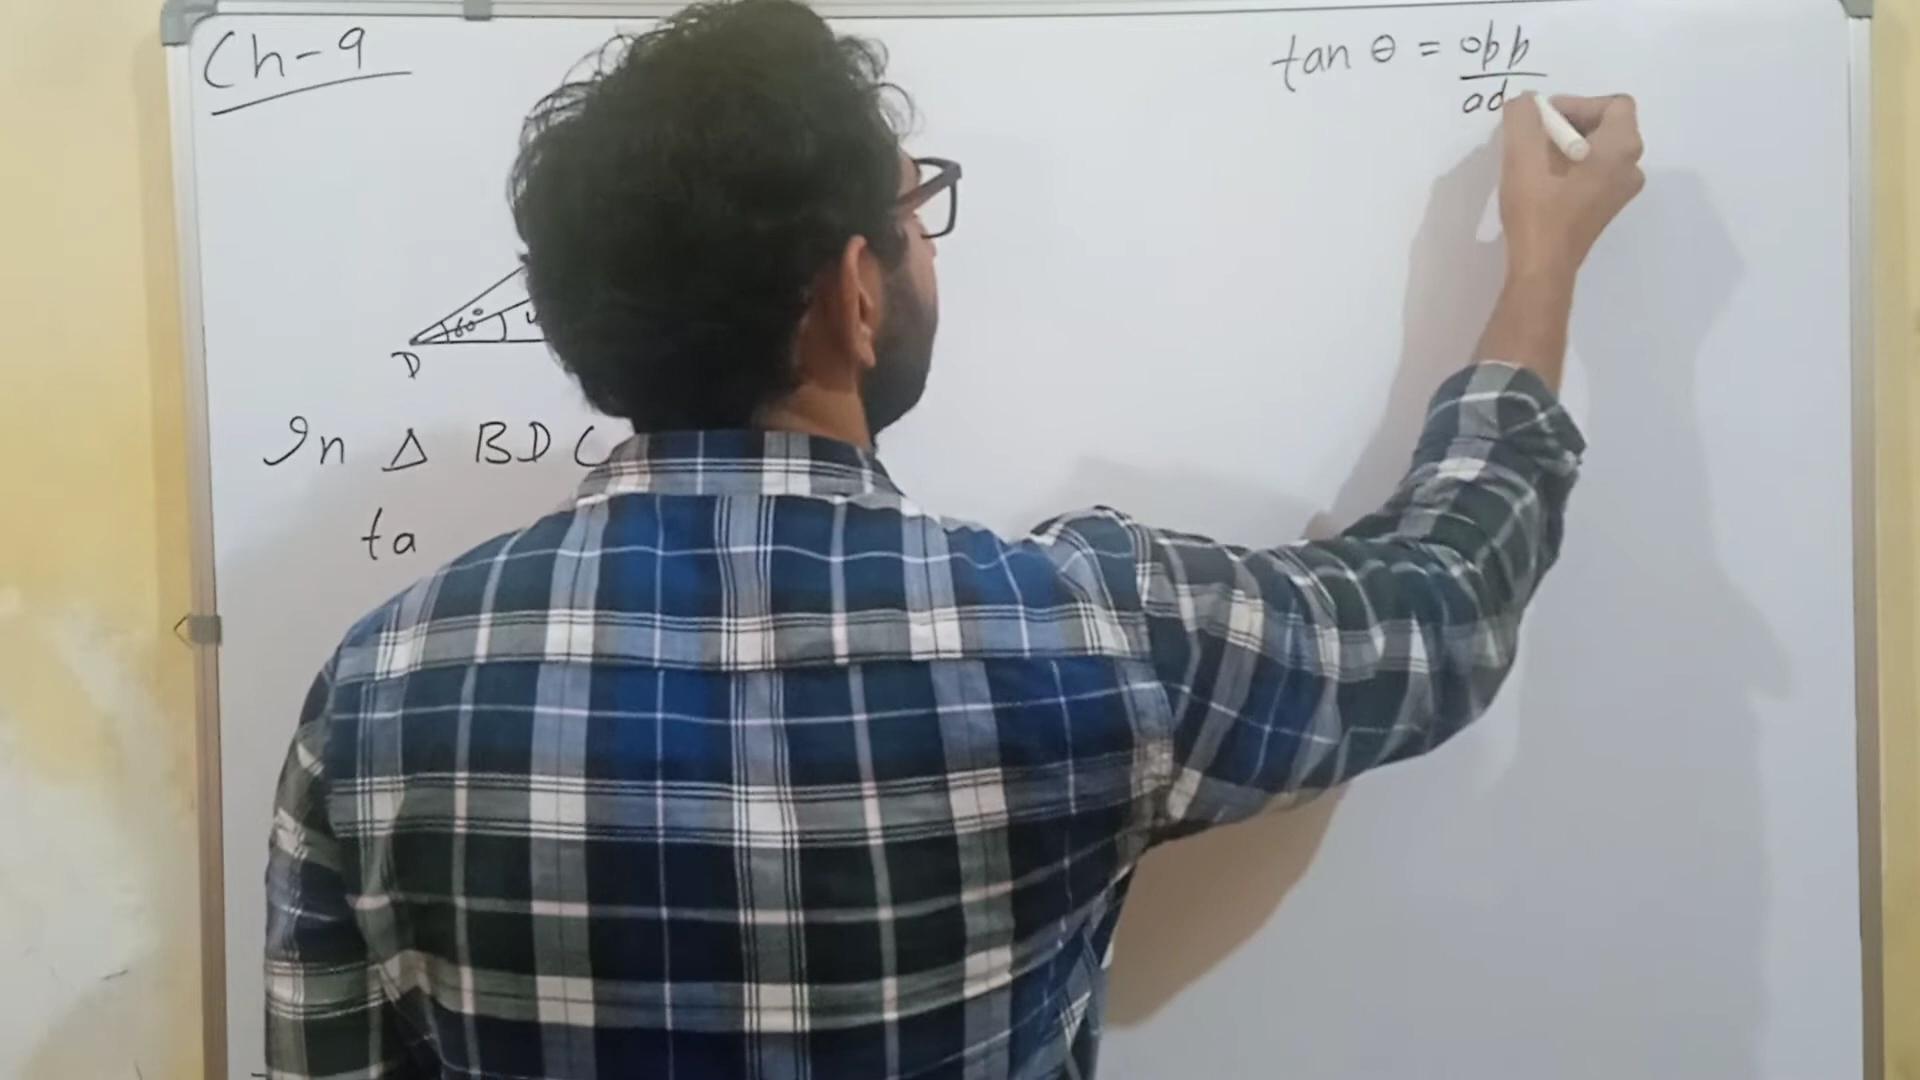 Ch-9
tan θ = opp
ad
60°
D
In Δ BDC
ta